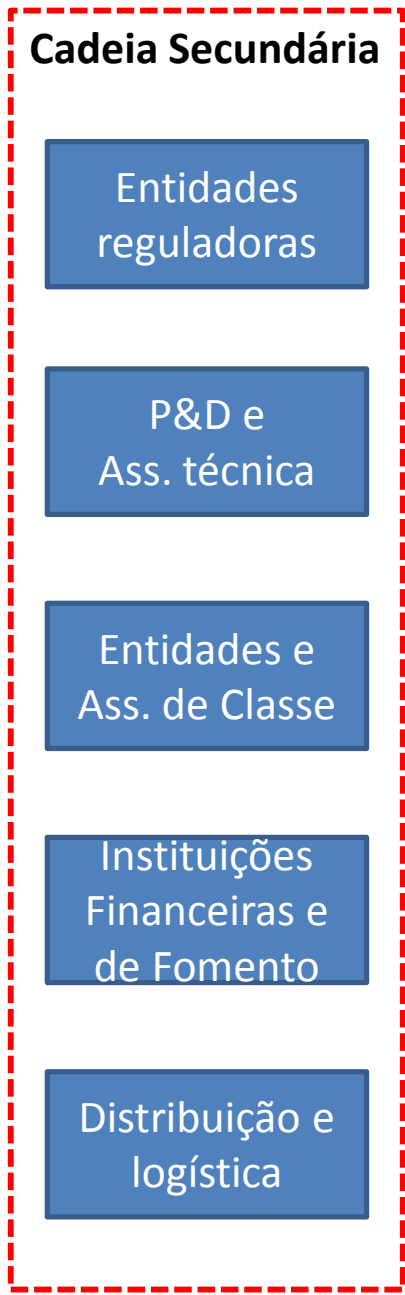 Cadeia Secundária
Entidades
reguladoras
P&D e
Ass. técnica
Entidades e
Ass. de Classe
Instituições
Financeiras e
de Fomento
Distribuição e
logística